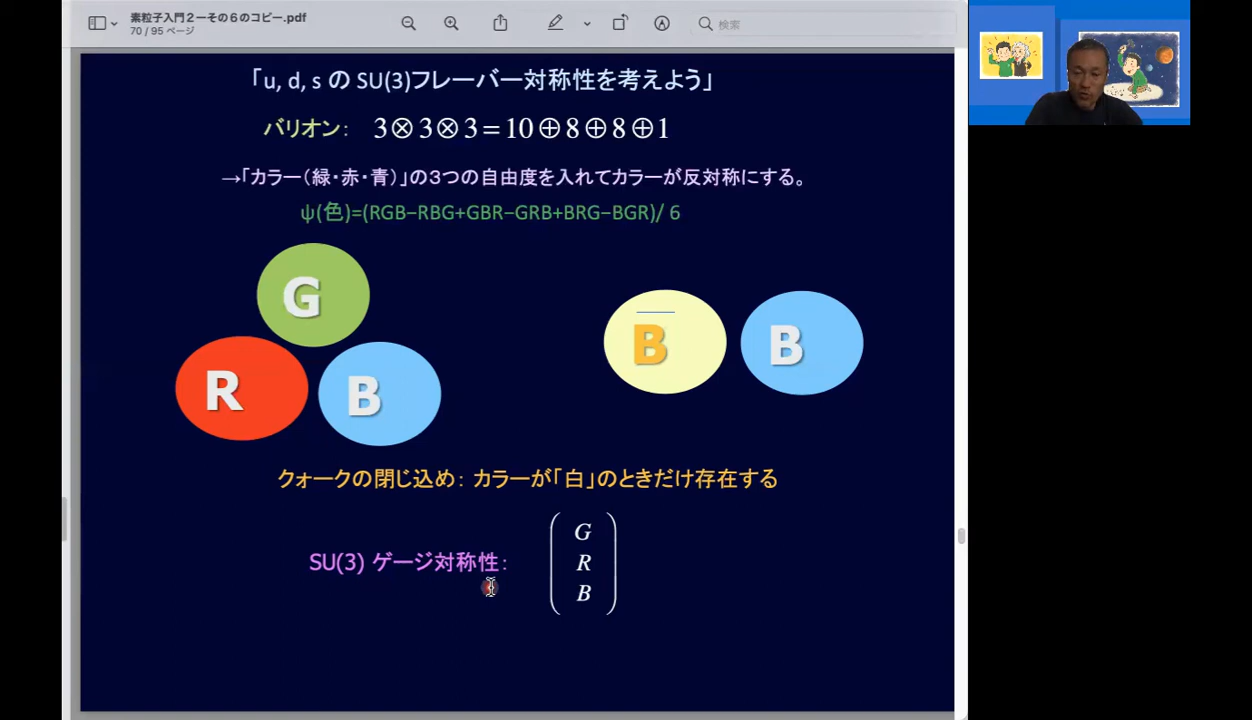 素粒子入門２ーその６のコピー.pdf
70 / 95 ページ
検索
「u, d, s の SU(3)フレーバー対称性を考えよう」
バリオン： 3⊗3⊗3=10⊕8⊕8⊕1
→「カラー（緑・赤・青）」の３つの自由度を入れてカラーが反対称にする。
ψ(色)=(RGB−RBG+GBR−GRB+BRG−BGR)/ 6
G
R
B
B̅
B
クォークの閉じ込め： カラーが「白」のときだけ存在する
SU(3) ゲージ対称性：
G
R
B